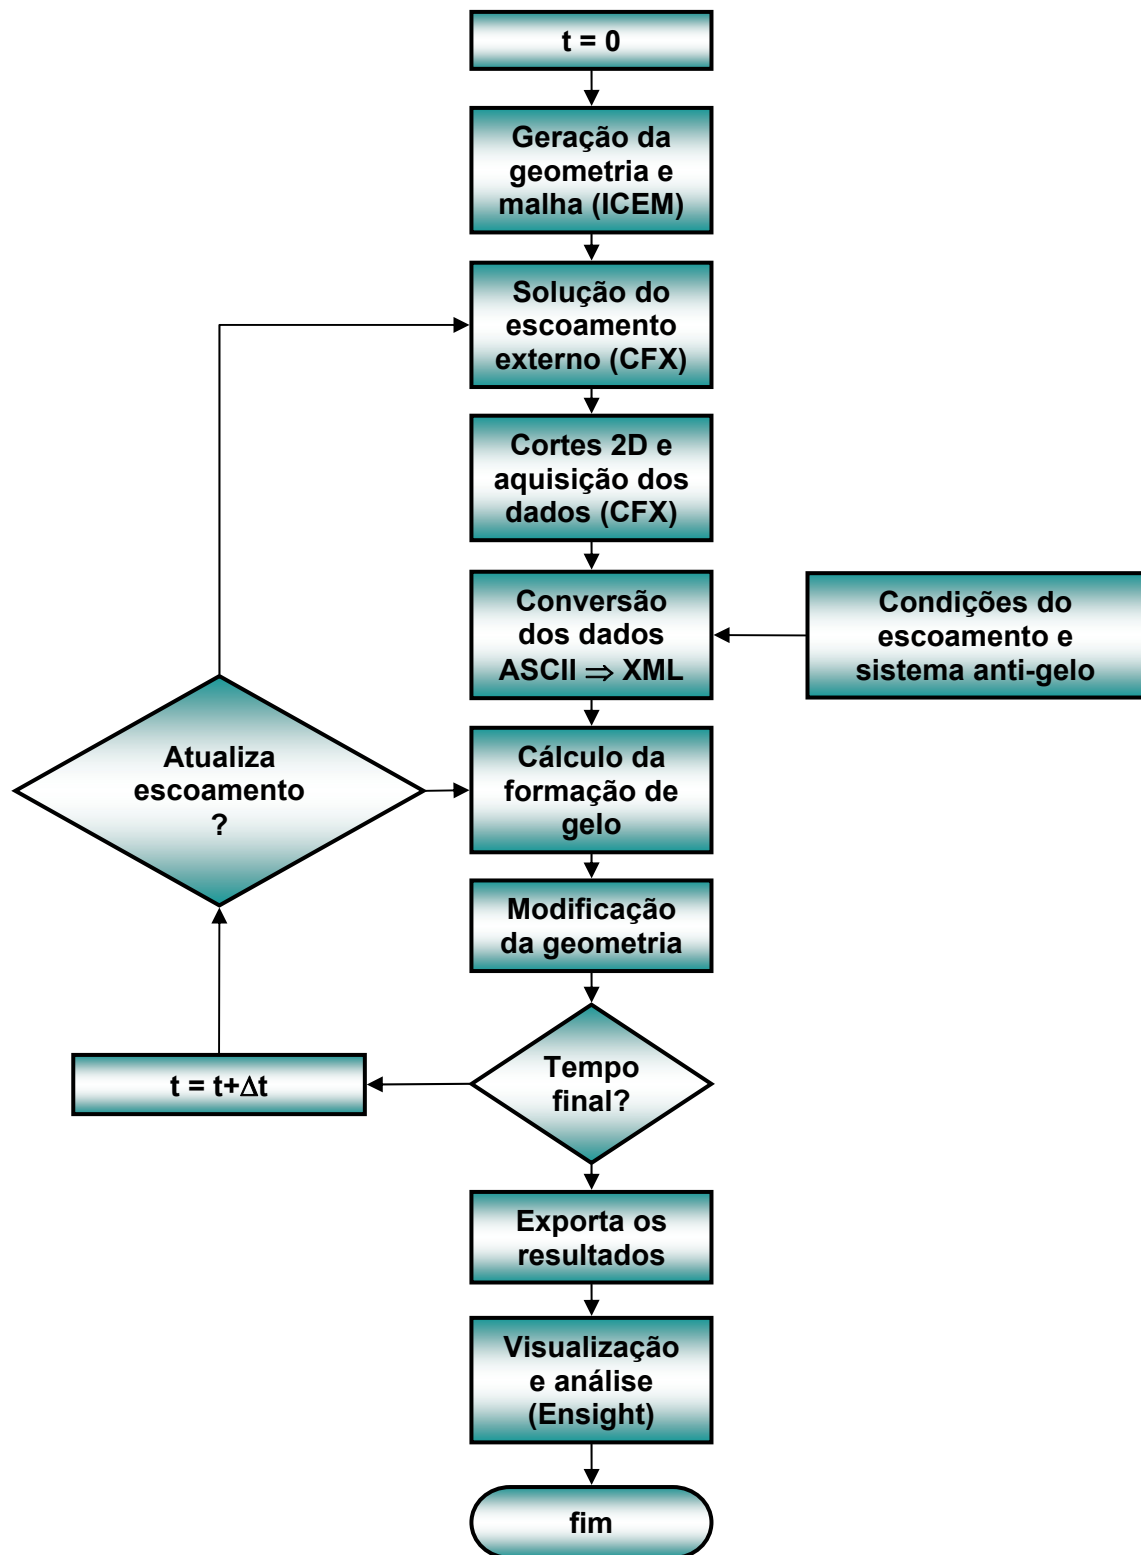 t = 0
Geração da
geometria e
malha (ICEM)
Solução do
escoamento
externo (CFX)
Cortes 2D e
aquisição dos
dados (CFX)
Conversão
dos dados
ASCII ⇒ XML
Condições do
escoamento e
sistema anti-gelo
Atualiza
escoamento
?
Cálculo da
formação de
gelo
Modificação
da geometria
Tempo
final?
t = t+Δt
Exporta os
resultados
Visualização
e análise
(Ensight)
fim